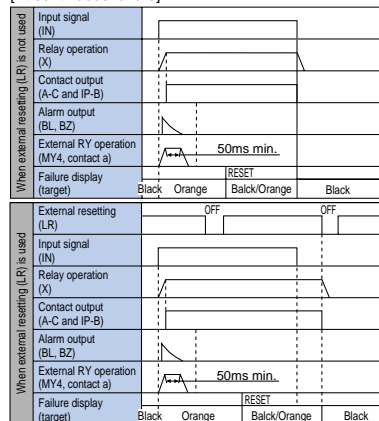 When external resetting (LR) is not used
Input signal
(IN)
Relay operation
(X)
Contact output
(A-C and IP-B)
Alarm output
(BL, BZ)
External RY operation
(MY4, contact a)
50ms min.
Failure display
(target)
RESET
Black Orange Balck/Orange Black
When external resetting (LR) is used
External resetting
(LR)
OFF OFF
Input signal
(IN)
Relay operation
(X)
Contact output
(A-C and IP-B)
Alarm output
(BL, BZ)
External RY operation
(MY4, contact a)
50ms min.
Failure display
(target)
RESET
Black Orange Balck/Orange Black